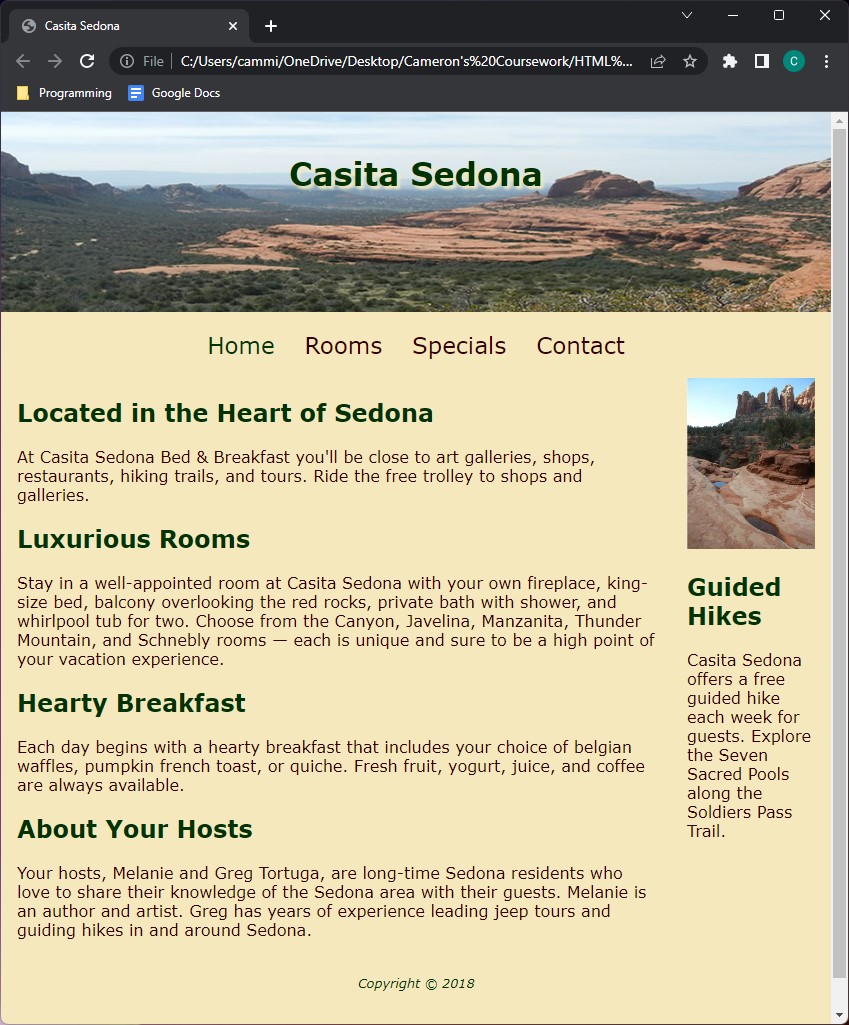 Casita Sedona
File
C:/Users/cammi/OneDrive/Desktop/Cameron's%20Coursework/HTML%...
C
Programming
Google Docs
Casita Sedona
Home Rooms Specials Contact
Located in the Heart of Sedona
At Casita Sedona Bed & Breakfast you'll be close to art galleries, shops,
restaurants, hiking trails, and tours. Ride the free trolley to shops and
galleries.
Luxurious Rooms
Stay in a well-appointed room at Casita Sedona with your own fireplace, king-
size bed, balcony overlooking the red rocks, private bath with shower, and
whirlpool tub for two. Choose from the Canyon, Javelina, Manzanita, Thunder
Mountain, and Schnebly rooms — each is unique and sure to be a high point of
your vacation experience.
Hearty Breakfast
Each day begins with a hearty breakfast that includes your choice of belgian
waffles, pumpkin french toast, or quiche. Fresh fruit, yogurt, juice, and coffee
are always available.
About Your Hosts
Your hosts, Melanie and Greg Tortuga, are long-time Sedona residents who
love to share their knowledge of the Sedona area with their guests. Melanie is
an author and artist. Greg has years of experience leading jeep tours and
guiding hikes in and around Sedona.
Guided
Hikes
Casita Sedona
offers a free
guided hike
each week for
guests. Explore
the Seven
Sacred Pools
along the
Soldiers Pass
Trail.
Copyright © 2018